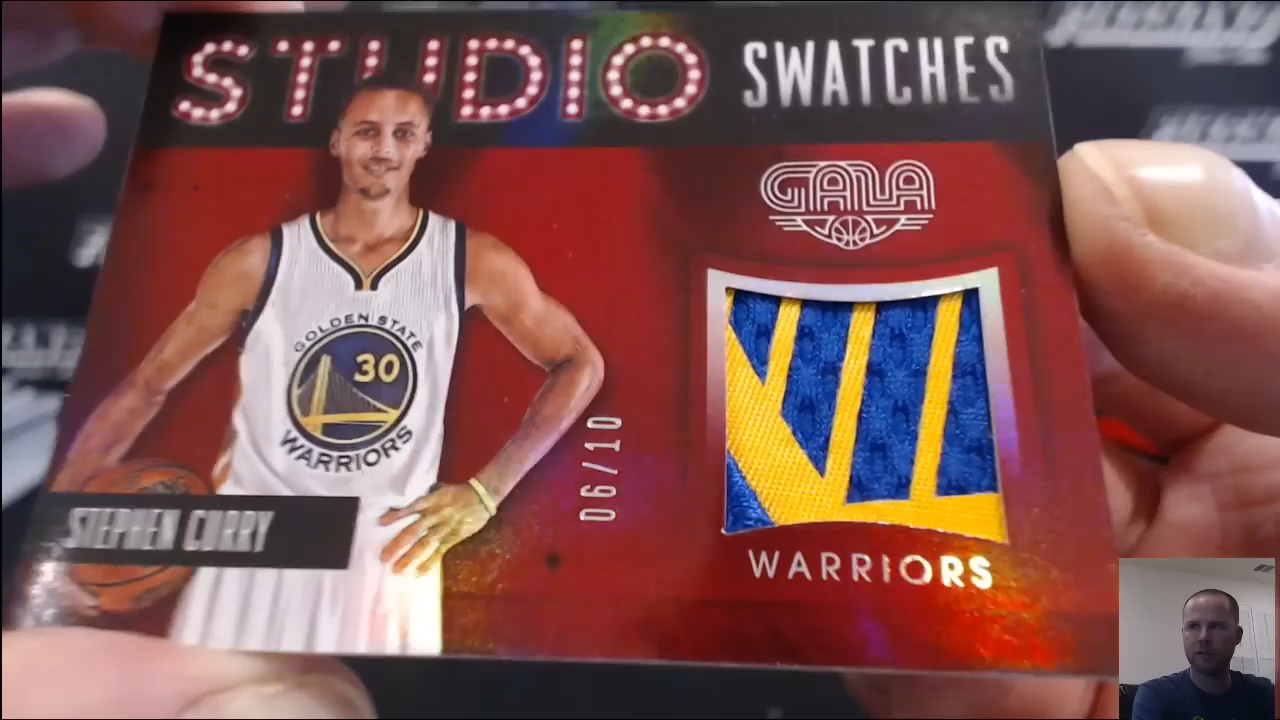 STUDIO SWATCHES
GALA
GOLDEN STATE
30
WARRIORS
06/10
STEPHEN CURRY
WARRIORS